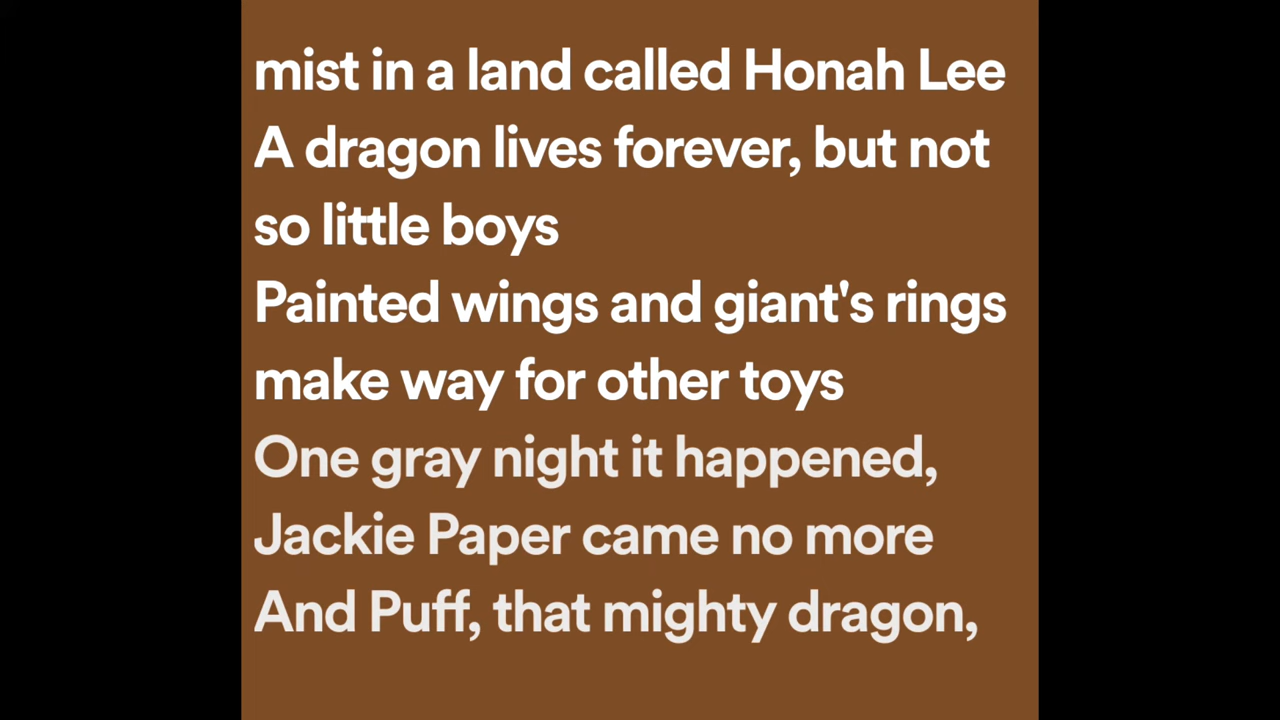 mist in a land called Honah Lee
A dragon lives forever, but not
so little boys
Painted wings and giant's rings
make way for other toys
One gray night it happened,
Jackie Paper came no more
And Puff, that mighty dragon,